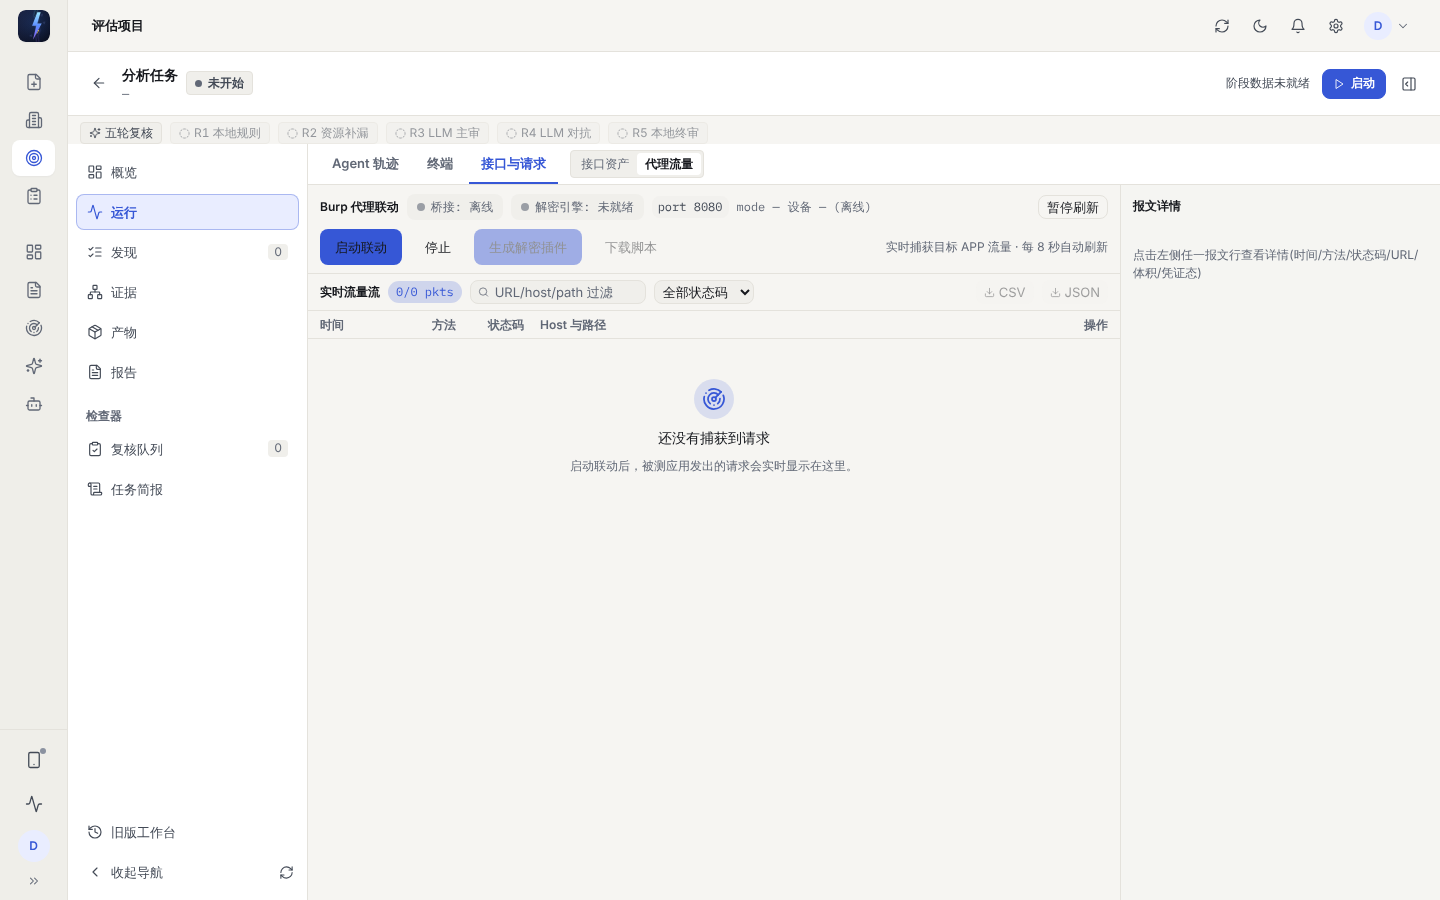 评估项目
D
分析任务
—
未开始
阶段数据未就绪
启动
五轮复核
R1 本地规则
R2 资源补漏
R3 LLM 主审
R4 LLM 对抗
R5 本地终审
概览
运行
发现
0
证据
产物
报告
检查器
复核队列
0
任务简报
旧版工作台
收起导航
D
Agent 轨迹
终端
接口与请求
接口资产
代理流量
Burp 代理联动
桥接: 离线
解密引擎: 未就绪
port 8080
mode — 设备 — (离线)
暂停刷新
启动联动
停止
生成解密插件
下载脚本
实时捕获目标 APP 流量 · 每 8 秒自动刷新
实时流量流
0/0 pkts
URL/host/path 过滤
全部状态码
CSV
JSON
时间
方法
状态码
Host 与路径
操作
还没有捕获到请求
启动联动后，被测应用发出的请求会实时显示在这里。
报文详情
点击左侧任一报文行查看详情(时间/方法/状态码/URL/
体积/凭证态)